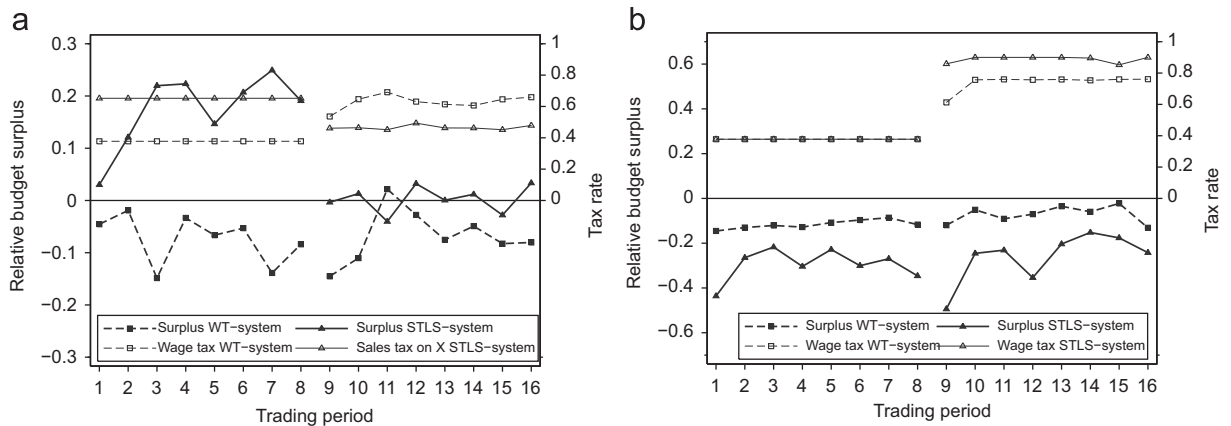 a
Relative budget surplus
0.3
0.2
0.1
0
−0.1
−0.2
−0.3
1
0.8
0.6
0.4
0.2
0
Tax rate
Surplus WT−system
Surplus STLS−system
Wage tax WT−system
Sales tax on X STLS−system
1 2 3 4 5 6 7 8 9 10 11 12 13 14 15 16
Trading period
b
Relative budget surplus
0.6
0.4
0.2
0
−0.2
−0.4
−0.6
1
0.8
0.6
0.4
0.2
0
Tax rate
Surplus WT−system
Surplus STLS−system
Wage tax WT−system
Wage tax STLS−system
1 2 3 4 5 6 7 8 9 10 11 12 13 14 15 16
Trading period